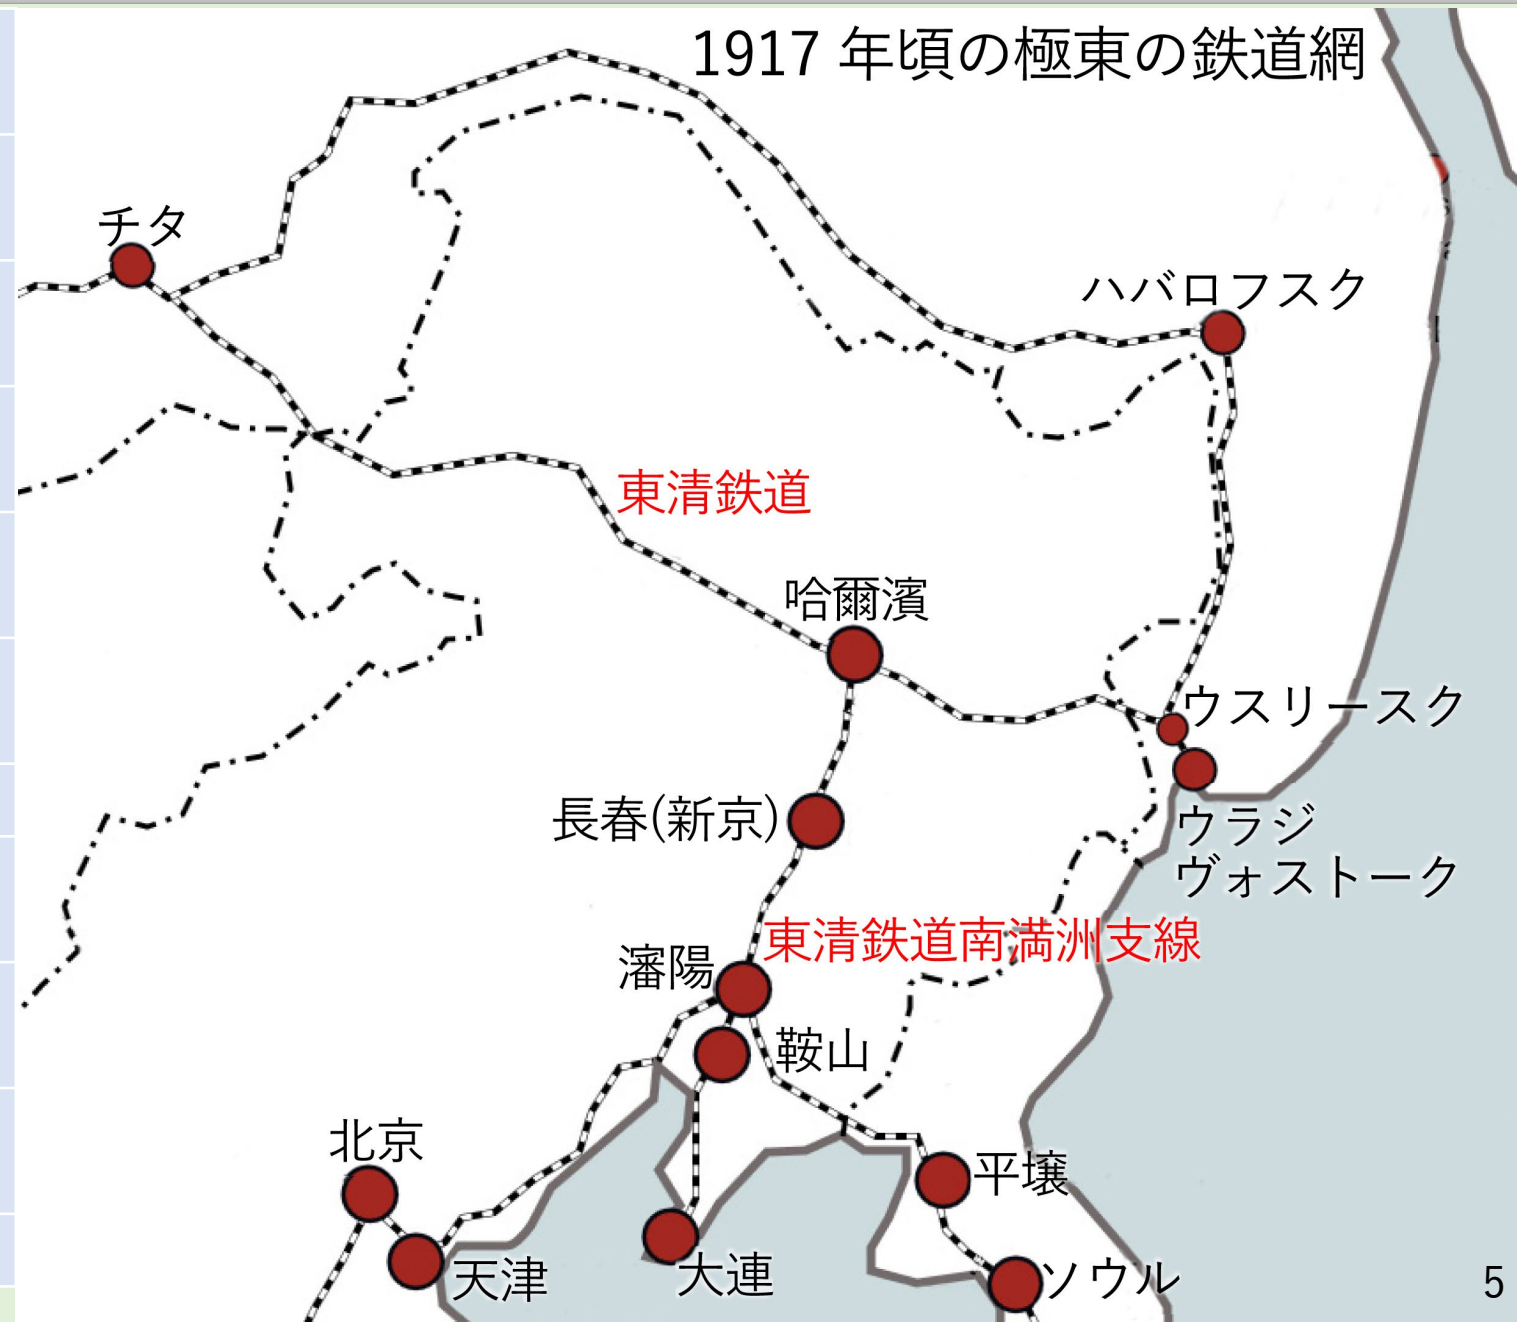 1917 年頃の極東の鉄道網
チタ
ハバロフスク
東清鉄道
哈爾濱
ウスリースク
長春(新京)
ウラジ
ヴォストーク
東清鉄道南満洲支線
瀋陽
鞍山
北京
平壌
天津
大連
ソウル
5